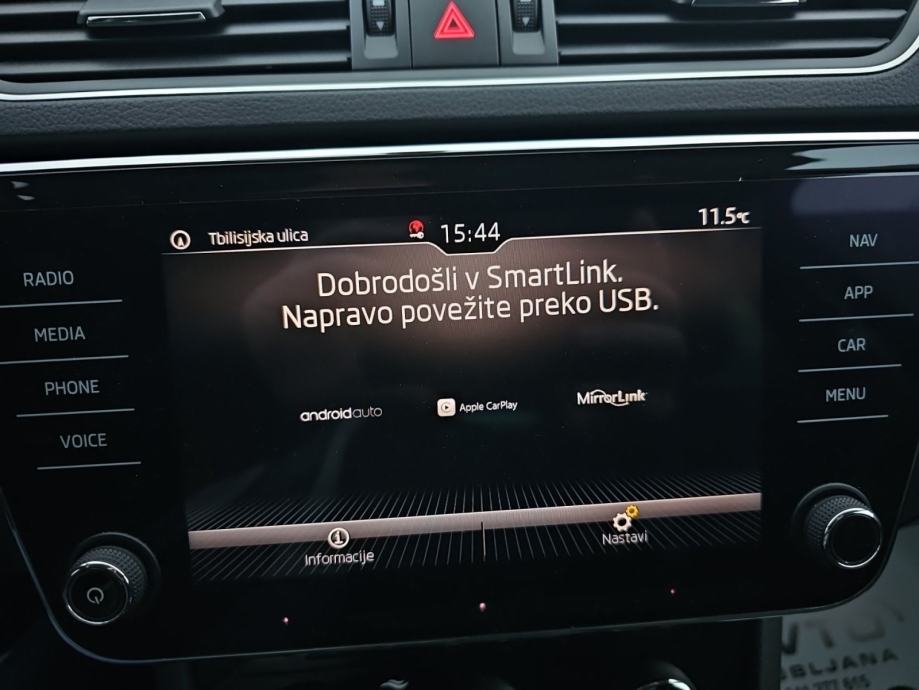 Tbilisijska ulica
15:44
11.5°C
Dobrodošli v SmartLink.
Napravo povežite preko USB.
RADIO
MEDIA
PHONE
VOICE
NAV
APP
CAR
MENU
androidauto
Apple CarPlay
MirrorLink
Informacije
Nastavi